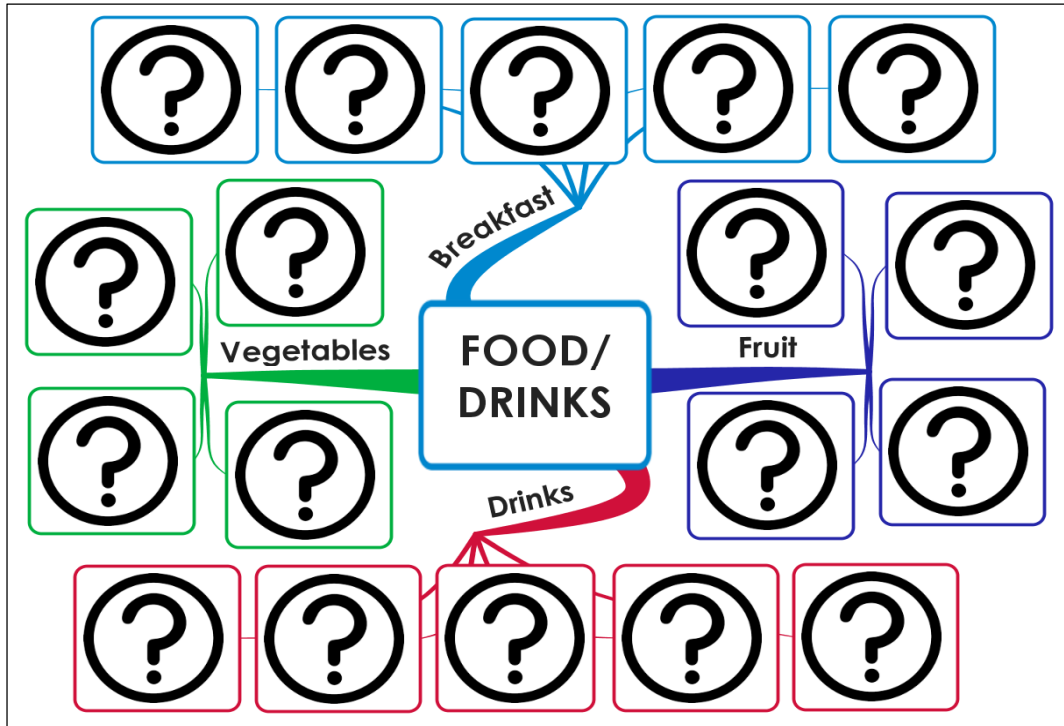 Breakfast
Vegetables
FOOD/
DRINKS
Fruit
Drinks